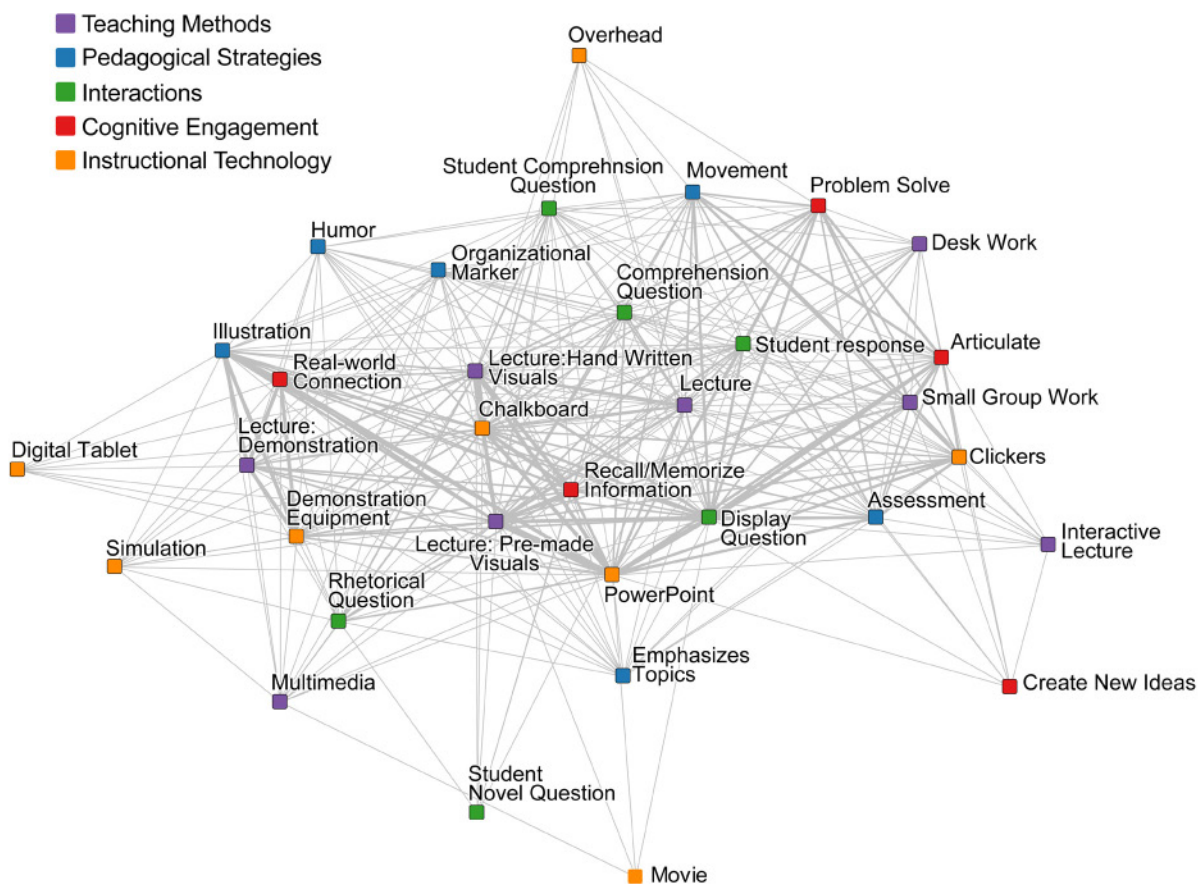 Teaching Methods
Pedagogical Strategies
Interactions
Cognitive Engagement
Instructional Technology
Overhead
Student Comprehnsion
Question
Movement
Problem Solve
Humor
Organizational
Marker
Comprehension
Question
Desk Work
Illustration
Real-world
Connection
Lecture:Hand Written
Visuals
Student response
Articulate
Lecture
Small Group Work
Chalkboard
Lecture:
Demonstration
Digital Tablet
Recall/Memorize
Information
Clickers
Demonstration
Equipment
Assessment
Display
Question
Lecture: Pre-made
Visuals
Interactive
Lecture
Simulation
Rhetorical
Question
PowerPoint
Emphasizes
Topics
Multimedia
Create New Ideas
Student
Novel Question
Movie